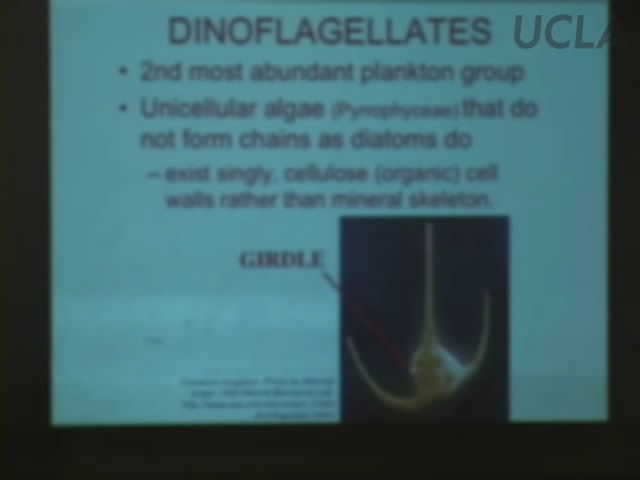 DINOFLAGELLATES
UCLA
• 2nd most abundant plankton group
• Unicellular algae (Pyrrophyceae) that do
not form chains as diatoms do
– exist singly, cellulose (organic) cell
walls rather than mineral skeleton.
GIRDLE